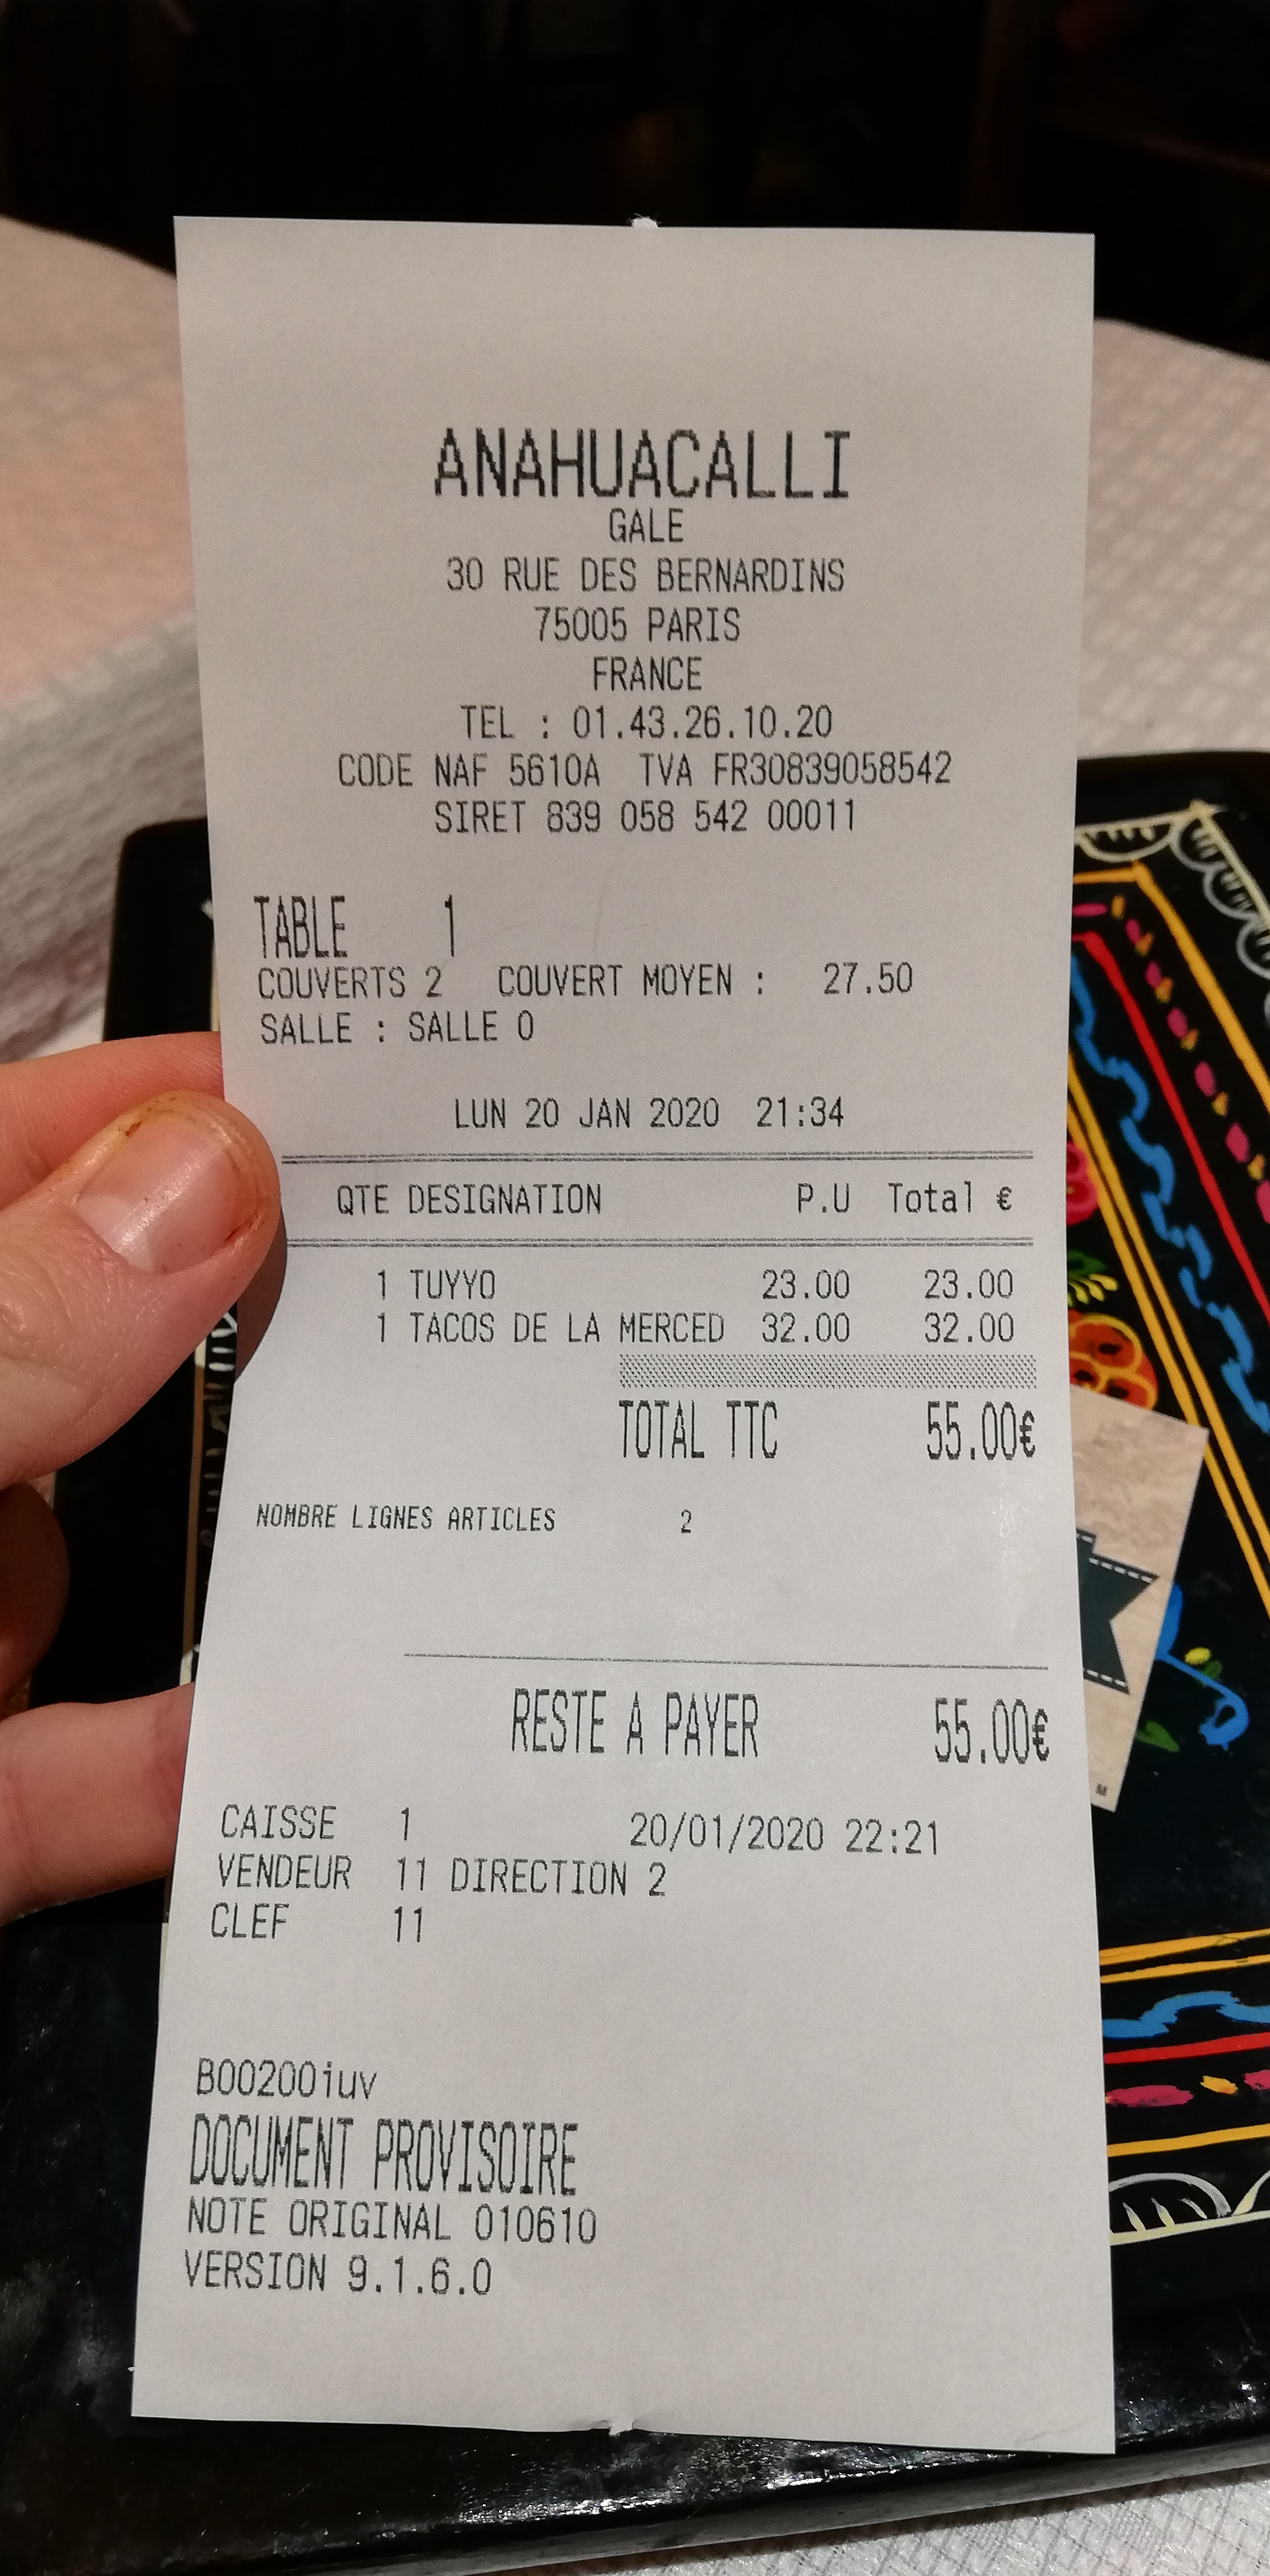 ANAHUACALLI
GALE
30 RUE DES BERNARDINS
75005 PARIS
FRANCE
TEL : 01.43.26.10.20
CODE NAF 5610A TVA FR30839058542
SIRET 839 058 542 00011
TABLE 1
COUVERTS 2 COUVERT MOYEN : 27.50
SALLE : SALLE 0
LUN 20 JAN 2020 21:34
QTE DESIGNATION P.U Total €
1 TUYYO 23.00 23.00
1 TACOS DE LA MERCED 32.00 32.00
TOTAL TTC 55.00€
NOMBRE LIGNES ARTICLES 2
RESTE A PAYER 55.00€
CAISSE 1 20/01/2020 22:21
VENDEUR 11 DIRECTION 2
CLEF 11
B00200iuv
DOCUMENT PROVISOIRE
NOTE ORIGINAL 010610
VERSION 9.1.6.0